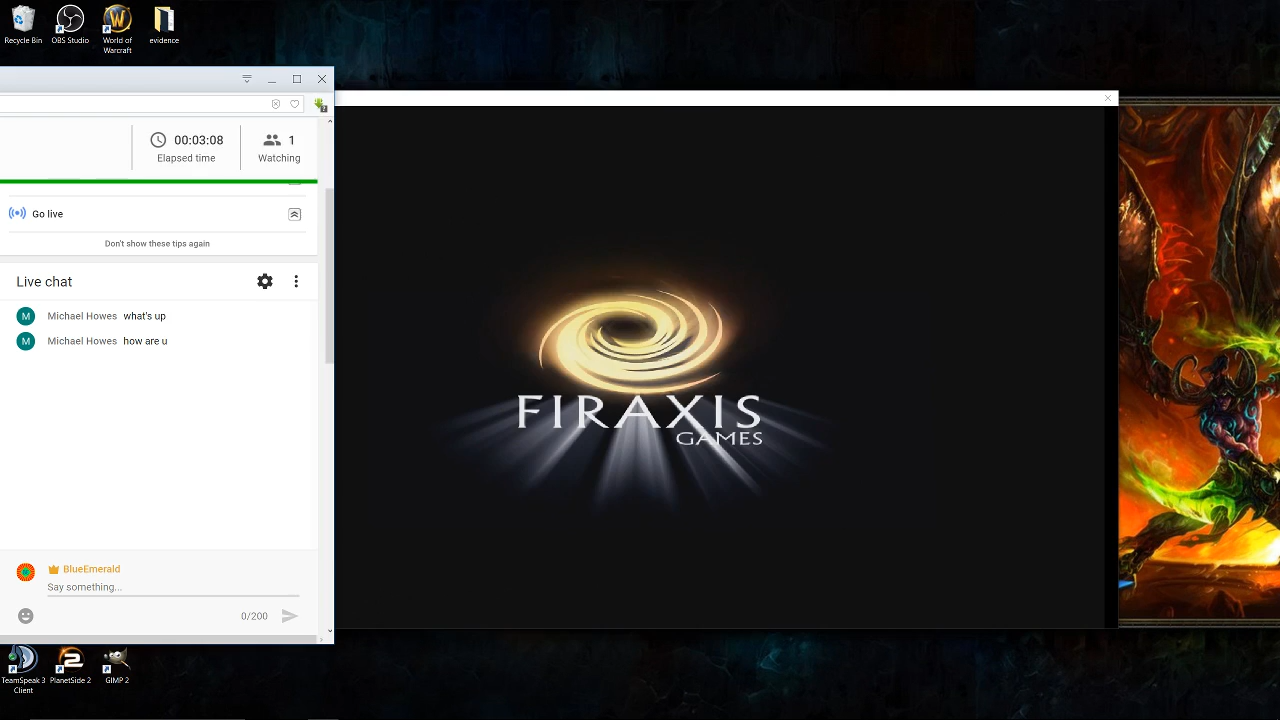 Recycle Bin
OBS Studio
World of
Warcraft
evidence
00:03:08
Elapsed time
1
Watching
Go live
Don't show these tips again
Live chat
M Michael Howes what's up
M Michael Howes how are u
BlueEmerald
Say something...
0/200
FIRAXIS
GAMES
TeamSpeak 3
Client
PlanetSide 2
GIMP 2